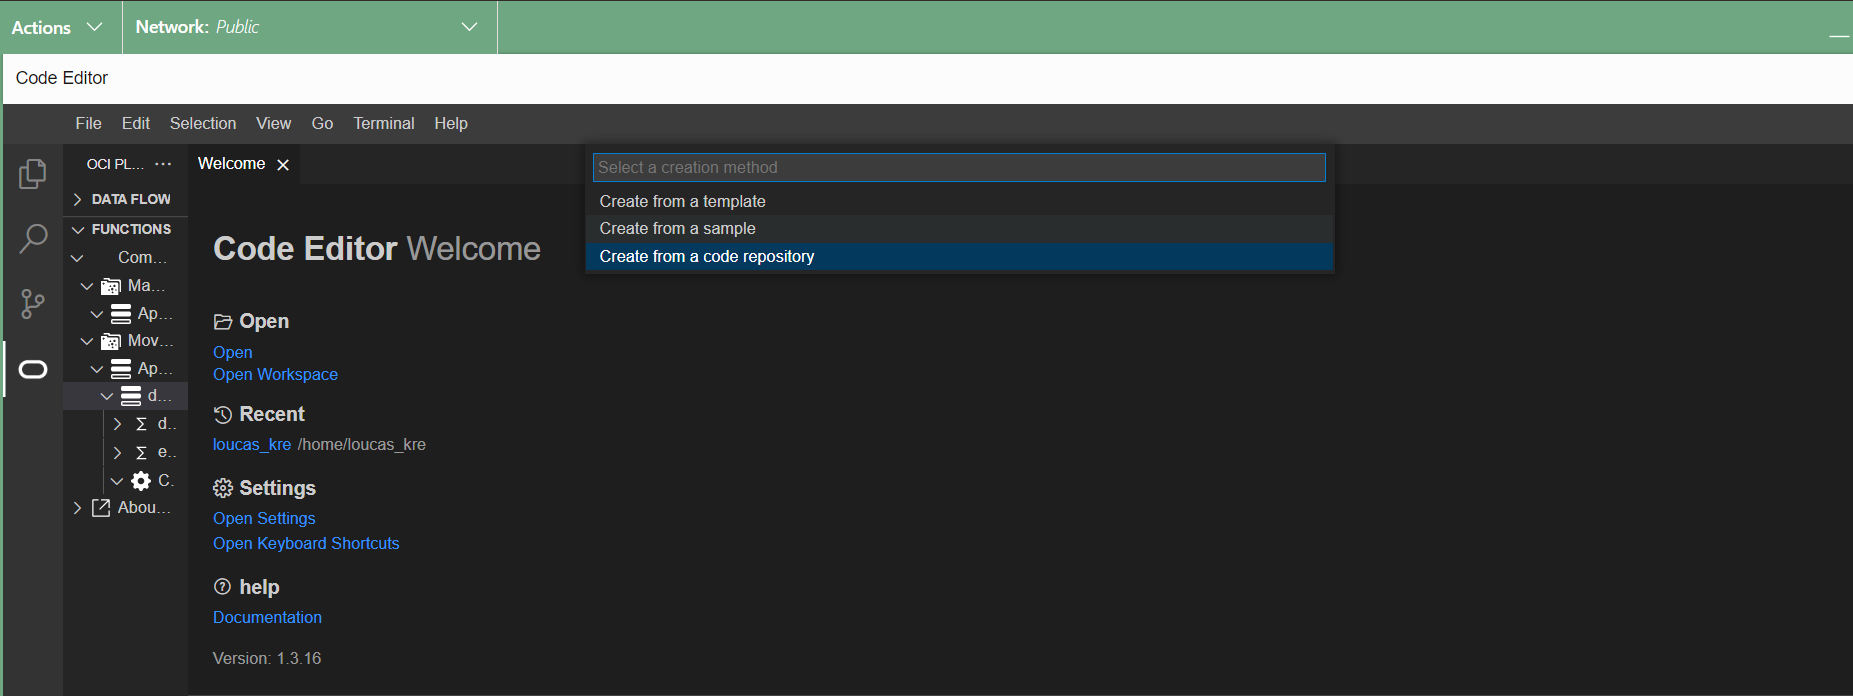 Actions
Network: Public
Code Editor
File Edit Selection View Go Terminal Help
OCI PL...
Welcome
DATA FLOW
FUNCTIONS
Com...
Ma...
Ap...
Mov...
Ap...
d...
d..
e..
C.
Abou...
Select a creation method
Create from a template
Create from a sample
Create from a code repository
Code Editor Welcome
Open
Open
Open Workspace
Recent
loucas_kre /home/loucas_kre
Settings
Open Settings
Open Keyboard Shortcuts
help
Documentation
Version: 1.3.16